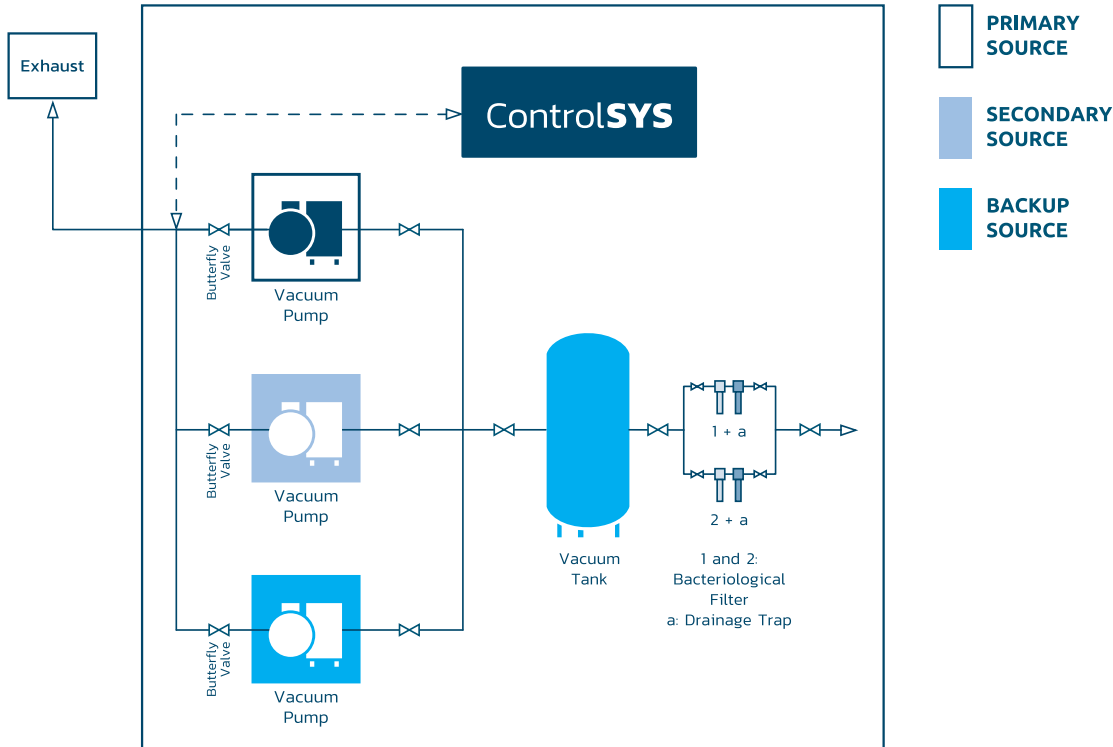 Exhaust
ControlSYS
PRIMARY
SOURCE
SECONDARY
SOURCE
BACKUP
SOURCE
Butterfly
Valve
Vacuum
Pump
Butterfly
Valve
Vacuum
Pump
Butterfly
Valve
Vacuum
Pump
Vacuum
Tank
1 + a
2 + a
1 and 2:
Bacteriological
Filter
a: Drainage Trap